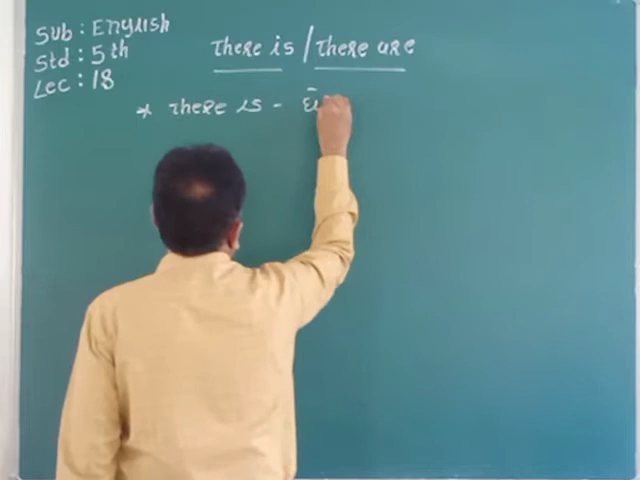 Sub : English
Std : 5th
Lec : 18
There is / There are
* There is -